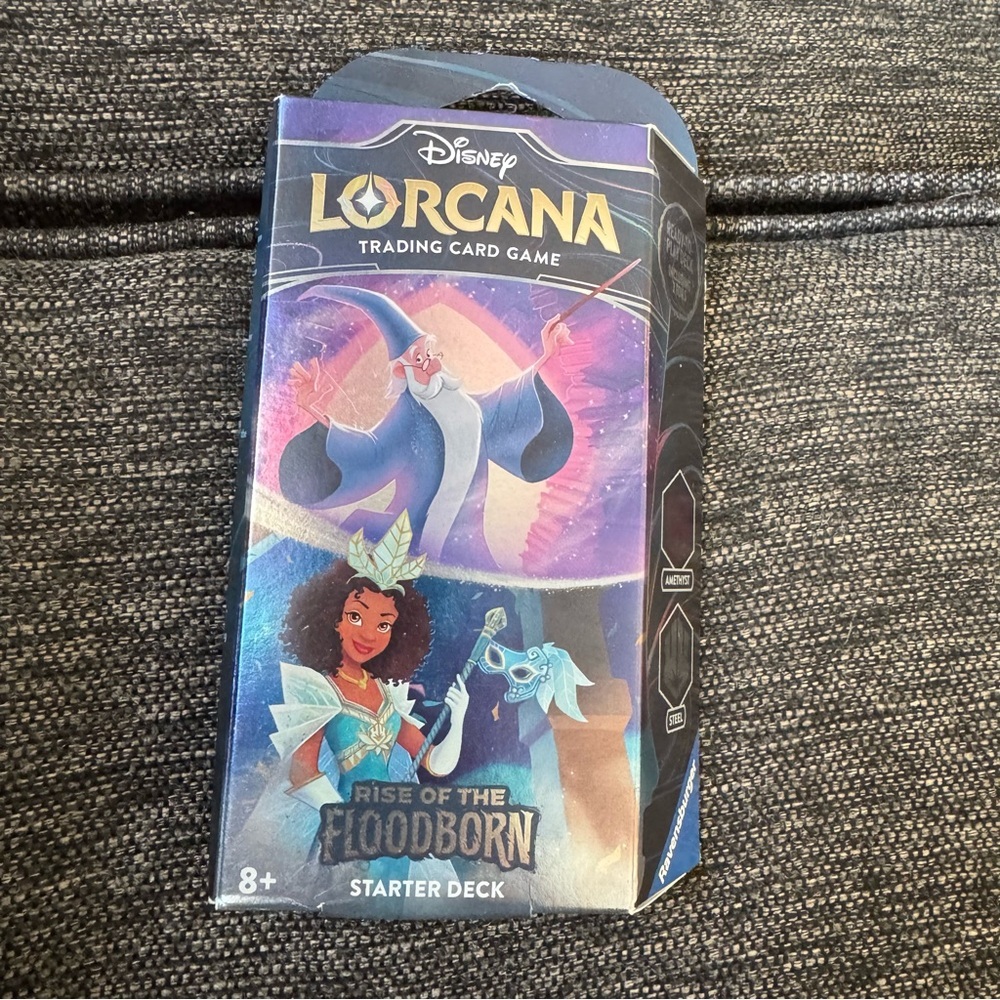 Disney
LORCANA
TRADING CARD GAME
AMETHYST
STEEL
RISE OF THE
FLOODBORN
8+
STARTER DECK
Ravensburger